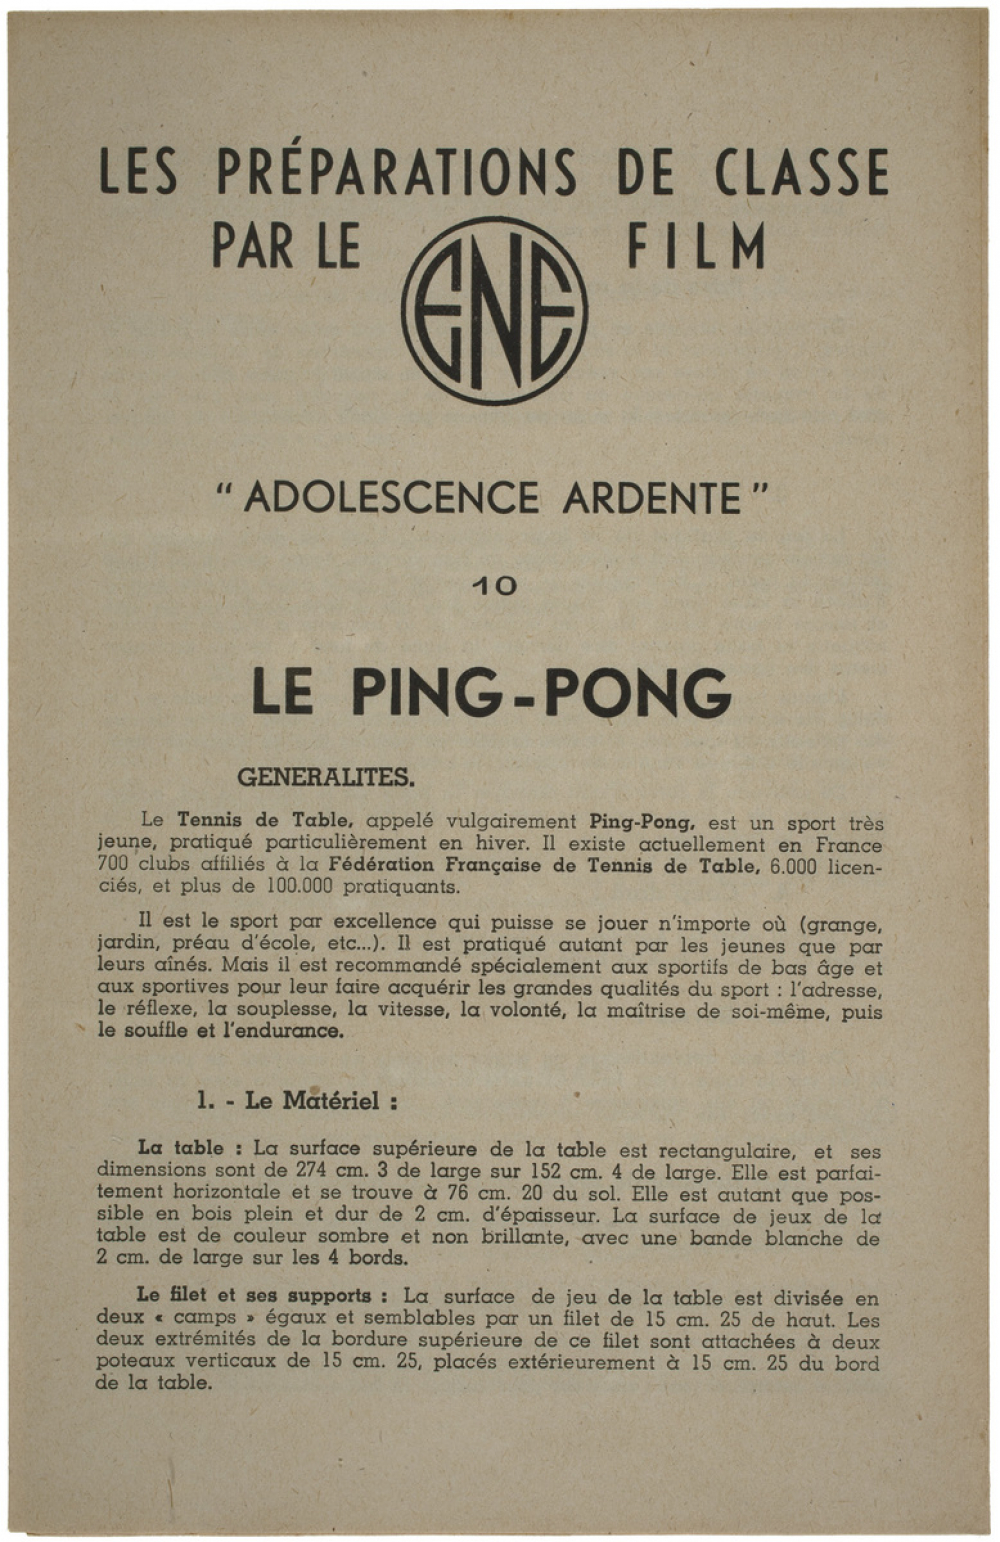 LES PRÉPARATIONS DE CLASSE
PAR LE ENE FILM
“ ADOLESCENCE ARDENTE ”
10
LE PING-PONG
GENERALITES.
Le Tennis de Table, appelé vulgairement Ping-Pong, est un sport très
jeune, pratiqué particulièrement en hiver. Il existe actuellement en France
700 clubs affiliés à la Fédération Française de Tennis de Table, 6.000 licen-
ciés, et plus de 100.000 pratiquants.
Il est le sport par excellence qui puisse se jouer n'importe où (grange,
jardin, préau d'école, etc...). Il est pratiqué autant par les jeunes que par
leurs aînés. Mais il est recommandé spécialement aux sportifs de bas âge et
aux sportives pour leur faire acquérir les grandes qualités du sport : l'adresse,
le réflexe, la souplesse, la vitesse, la volonté, la maîtrise de soi-même, puis
le souffle et l'endurance.
1. - Le Matériel :
La table : La surface supérieure de la table est rectangulaire, et ses
dimensions sont de 274 cm. 3 de large sur 152 cm. 4 de large. Elle est parfai-
tement horizontale et se trouve à 76 cm. 20 du sol. Elle est autant que pos-
sible en bois plein et dur de 2 cm. d'épaisseur. La surface de jeux de la
table est de couleur sombre et non brillante, avec une bande blanche de
2 cm. de large sur les 4 bords.
Le filet et ses supports : La surface de jeu de la table est divisée en
deux « camps » égaux et semblables par un filet de 15 cm. 25 de haut. Les
deux extrémités de la bordure supérieure de ce filet sont attachées à deux
poteaux verticaux de 15 cm. 25, placés extérieurement à 15 cm. 25 du bord
de la table.